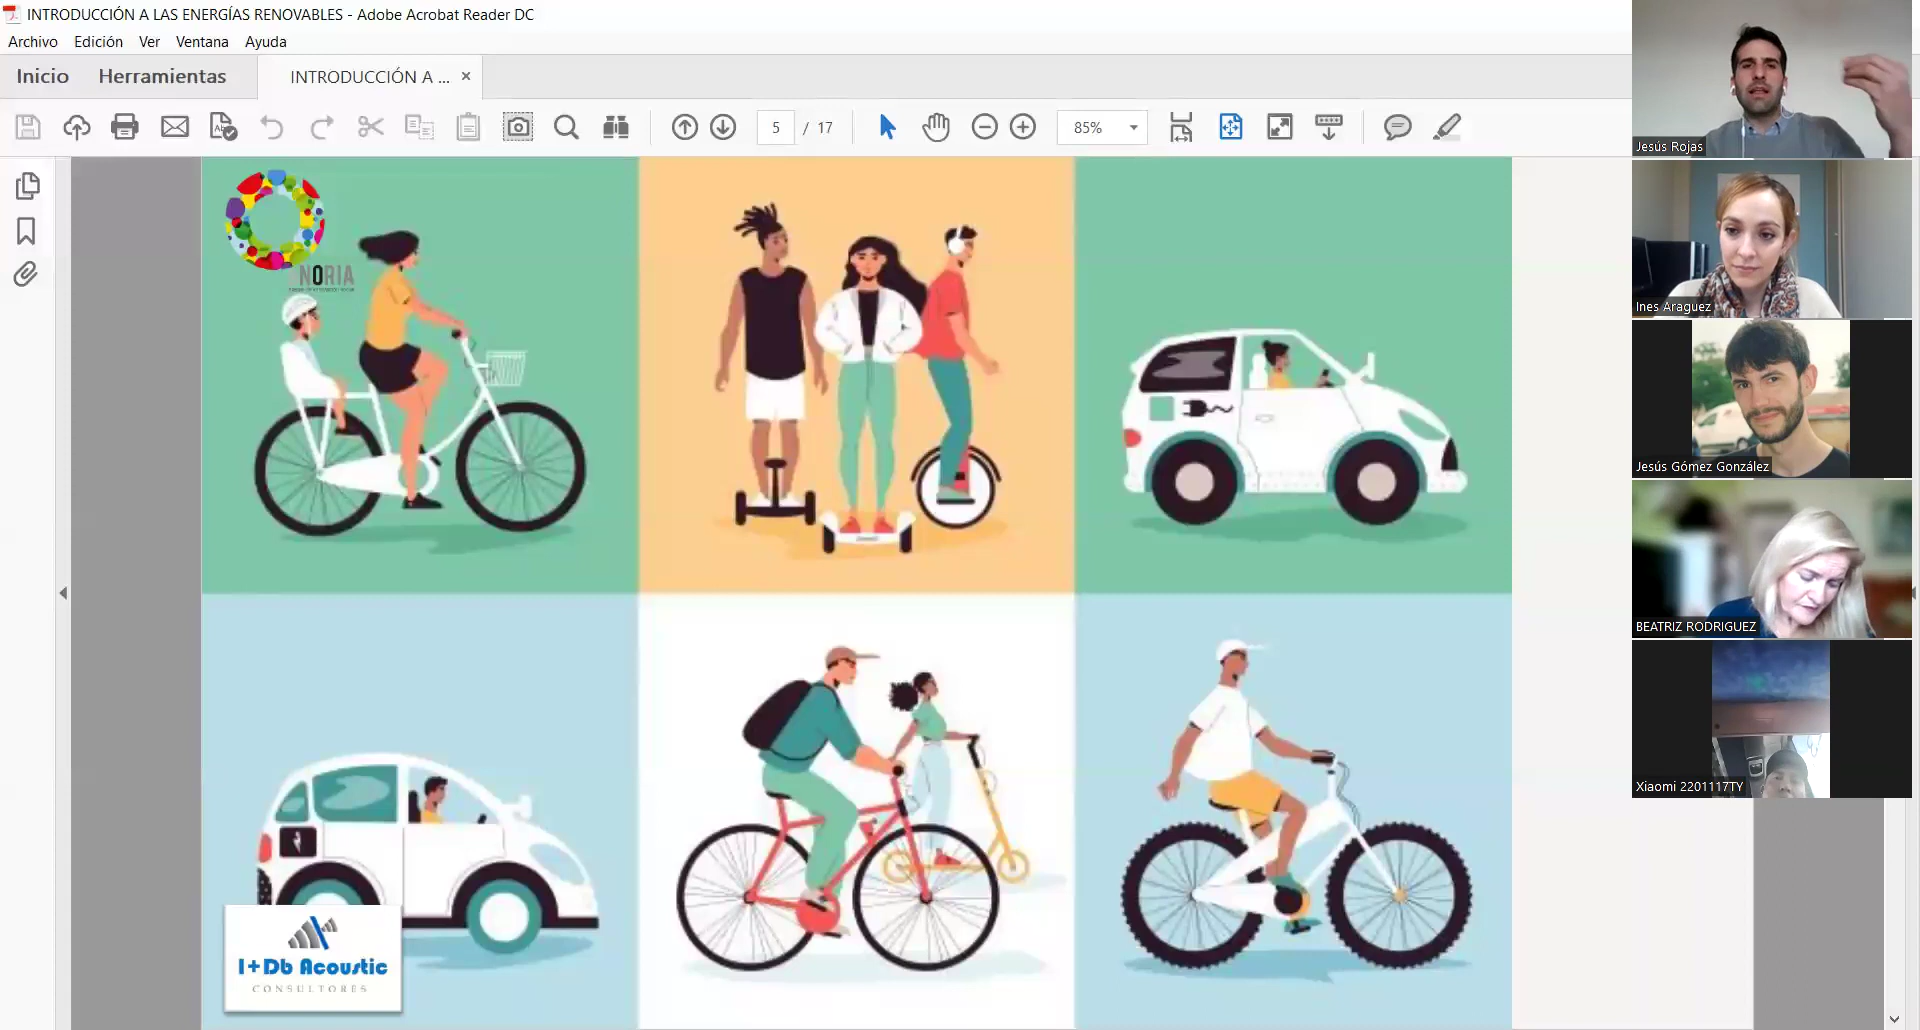 INTRODUCCIÓN A LAS ENERGÍAS RENOVABLES - Adobe Acrobat Reader DC
Archivo Edición Ver Ventana Ayuda
Inicio Herramientas INTRODUCCIÓN A ... ×
5 / 17 85%
NORIA
I+Db Acoustic
CONSULTORES
Jesús Rojas
Ines Araguez
Jesús Gómez González
BEATRIZ RODRIGUEZ
Xiaomi 2201117TY